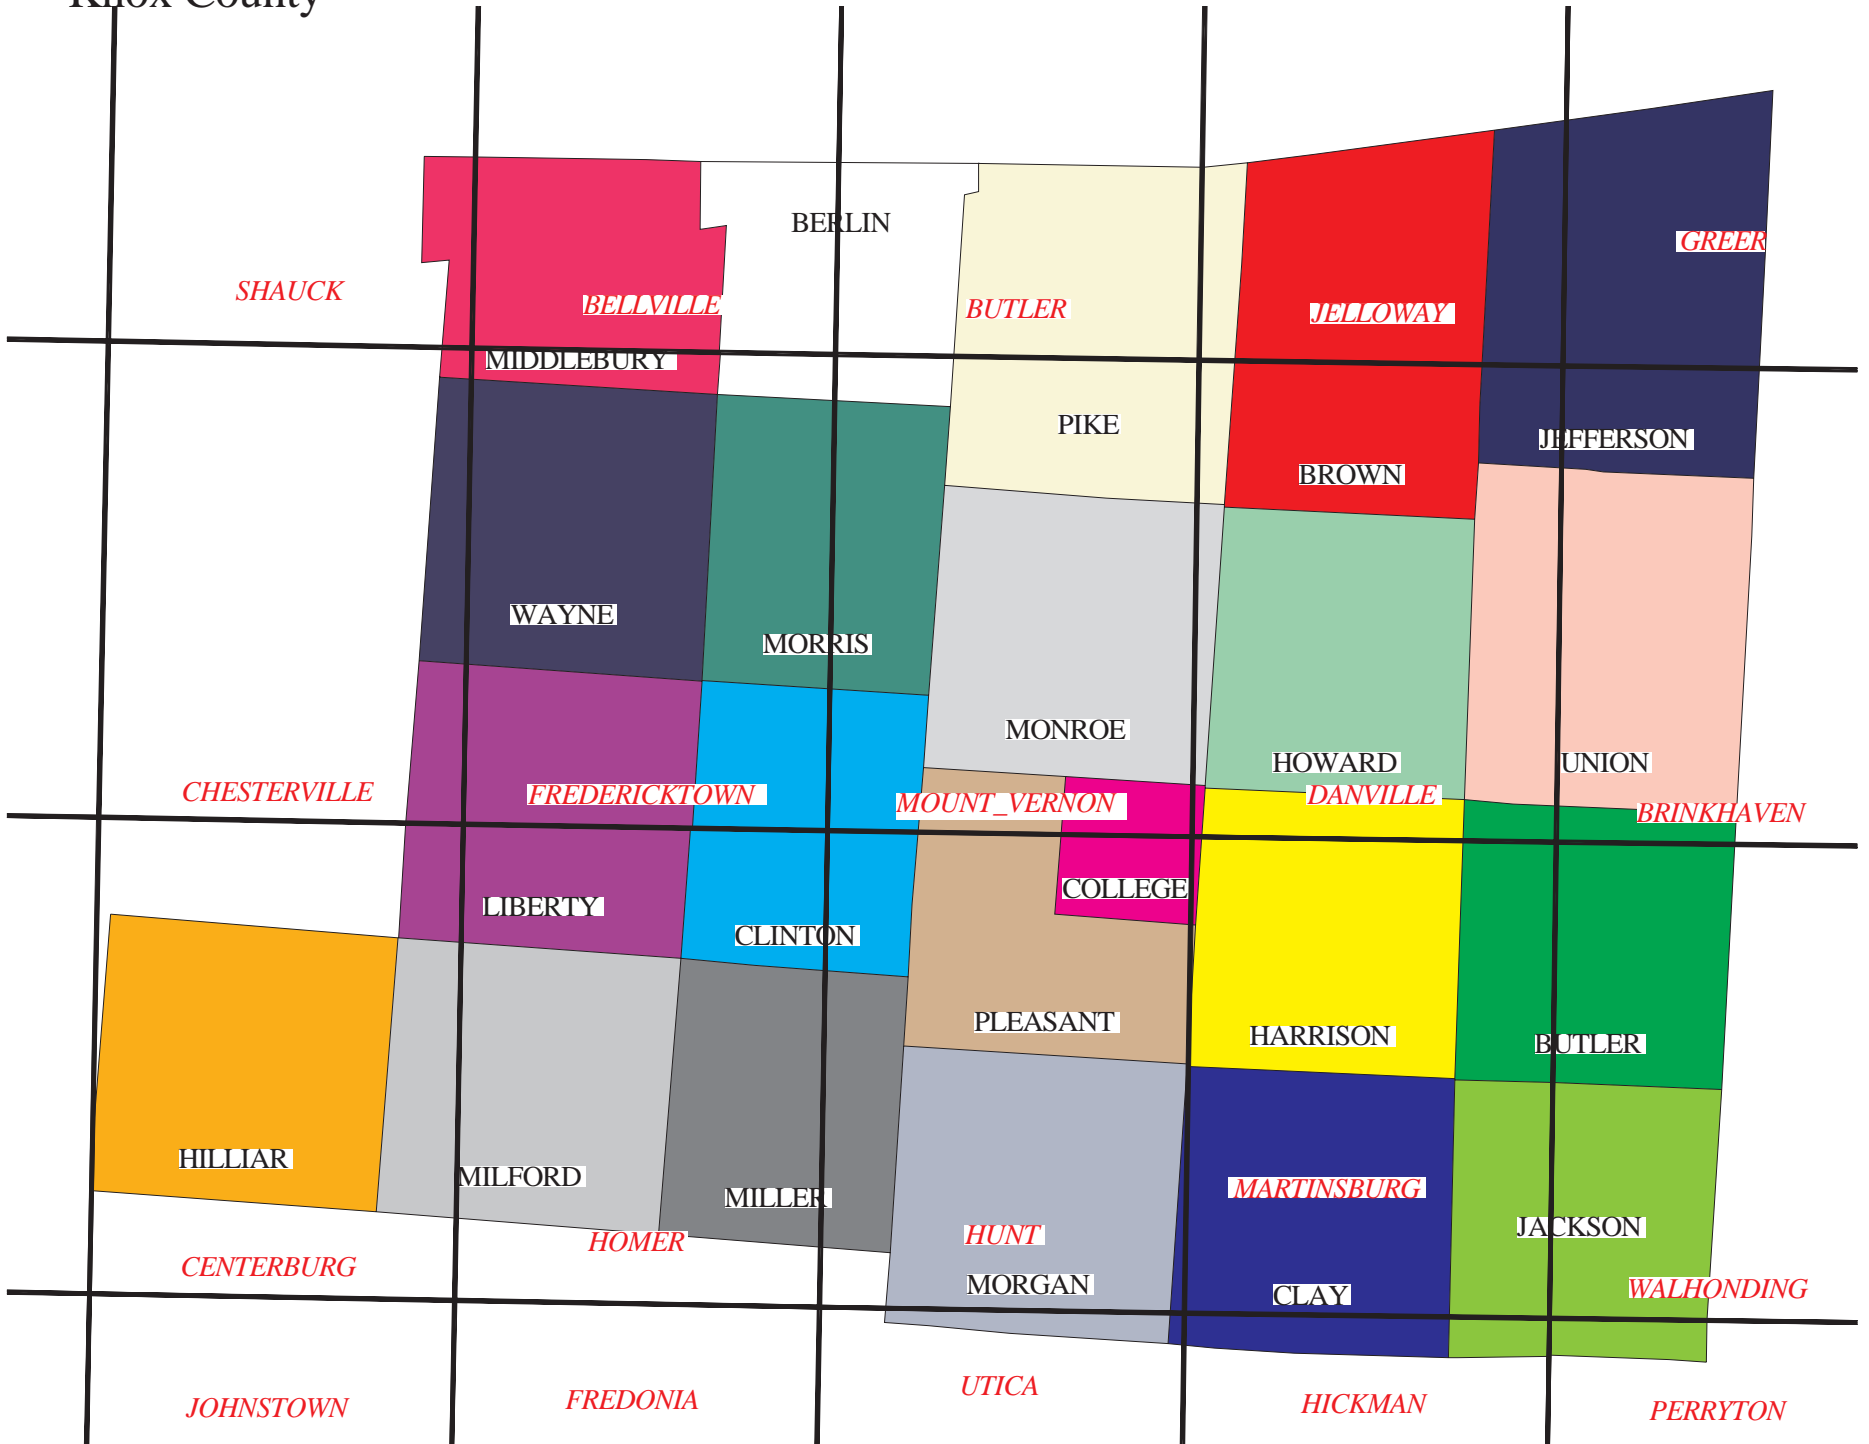 Knox County
BERLIN
GREER
SHAUCK
BELLVILLE
BUTLER
JELLOWAY
MIDDLEBURY
PIKE
JEFFERSON
BROWN
WAYNE
MORRIS
MONROE
HOWARD
UNION
CHESTERVILLE
FREDERICKTOWN
MOUNT_VERNON
DANVILLE
BRINKHAVEN
COLLEGE
LIBERTY
CLINTON
PLEASANT
HARRISON
BUTLER
HILLIAR
MILFORD
MILLER
MARTINSBURG
JACKSON
HOMER
HUNT
CENTERBURG
MORGAN
CLAY
WALHONDING
JOHNSTOWN
FREDONIA
UTICA
HICKMAN
PERRYTON